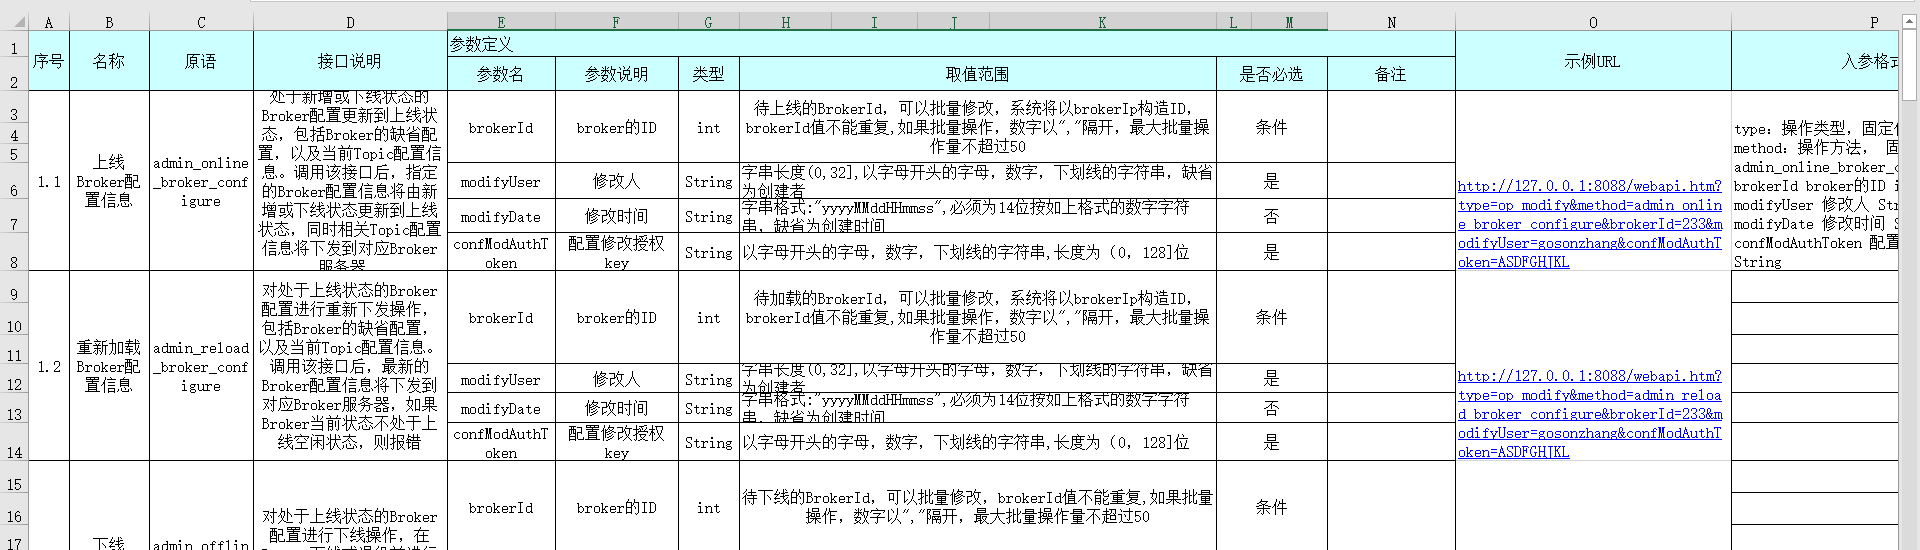 A B C D E F G H I J K L M N O P
1 参数定义
序号 名称 原语 接口说明 示例URL 入参格式
2 参数名 参数说明 类型 取值范围 是否必选 备注
3
4
5
6
7
8
1.1
上线
Broker配
置信息
admin_online
_broker_conf
igure
处于新增或下线状态的
Broker配置更新到上线状
态，包括Broker的缺省配
置，以及当前Topic配置信
息。调用该接口后，指定
的Broker配置信息将由新
增或下线状态更新到上线
状态，同时相关Topic配置
信息将下发到对应Broker
服务器
brokerId broker的ID int
待上线的BrokerId，可以批量修改，系统将以brokerIp构造ID，
brokerId值不能重复,如果批量操作，数字以","隔开，最大批量操
作量不超过50
条件
modifyUser 修改人 String
字串长度(0,32],以字母开头的字母，数字，下划线的字符串，缺省
为创建者
是
modifyDate 修改时间 String
字串格式:"yyyyMMddHHmmss",必须为14位按如上格式的数字字符
串，缺省为创建时间
否
confModAuthT
oken
配置修改授权
key
String
以字母开头的字母，数字，下划线的字符串,长度为（0，128]位
是
http://127.0.0.1:8088/webapi.htm?
type=op_modify&method=admin_onlin
e_broker_configure&brokerId=233&m
odifyUser=gosonzhang&confModAuthT
oken=ASDFGHJKL
type：操作类型，固定
method：操作方法， 固
admin_online_broker_c
brokerId broker的ID i
modifyUser 修改人 Str
modifyDate 修改时间 S
confModAuthToken 配置
String
9
10
11
12
13
14
1.2
重新加载
Broker配
置信息
admin_reload
_broker_conf
igure
对处于上线状态的Broker
配置进行重新下发操作，
包括Broker的缺省配置，
以及当前Topic配置信息。
调用该接口后，最新的
Broker配置信息将下发到
对应Broker服务器，如果
Broker当前状态不处于上
线空闲状态，则报错
brokerId broker的ID int
待加载的BrokerId，可以批量修改，系统将以brokerIp构造ID，
brokerId值不能重复,如果批量操作，数字以","隔开，最大批量操
作量不超过50
条件
modifyUser 修改人 String
字串长度(0,32],以字母开头的字母，数字，下划线的字符串，缺省
为创建者
是
modifyDate 修改时间 String
字串格式:"yyyyMMddHHmmss",必须为14位按如上格式的数字字符
串，缺省为创建时间
否
confModAuthT
oken
配置修改授权
key
String
以字母开头的字母，数字，下划线的字符串,长度为（0，128]位
是
http://127.0.0.1:8088/webapi.htm?
type=op_modify&method=admin_reloa
d_broker_configure&brokerId=233&m
odifyUser=gosonzhang&confModAuthT
oken=ASDFGHJKL
15
16
17
下线
admin_offlin
对处于上线状态的Broker
配置进行下线操作，在
brokerId broker的ID int
待下线的BrokerId，可以批量修改，brokerId值不能重复,如果批量
操作，数字以","隔开，最大批量操作量不超过50
条件